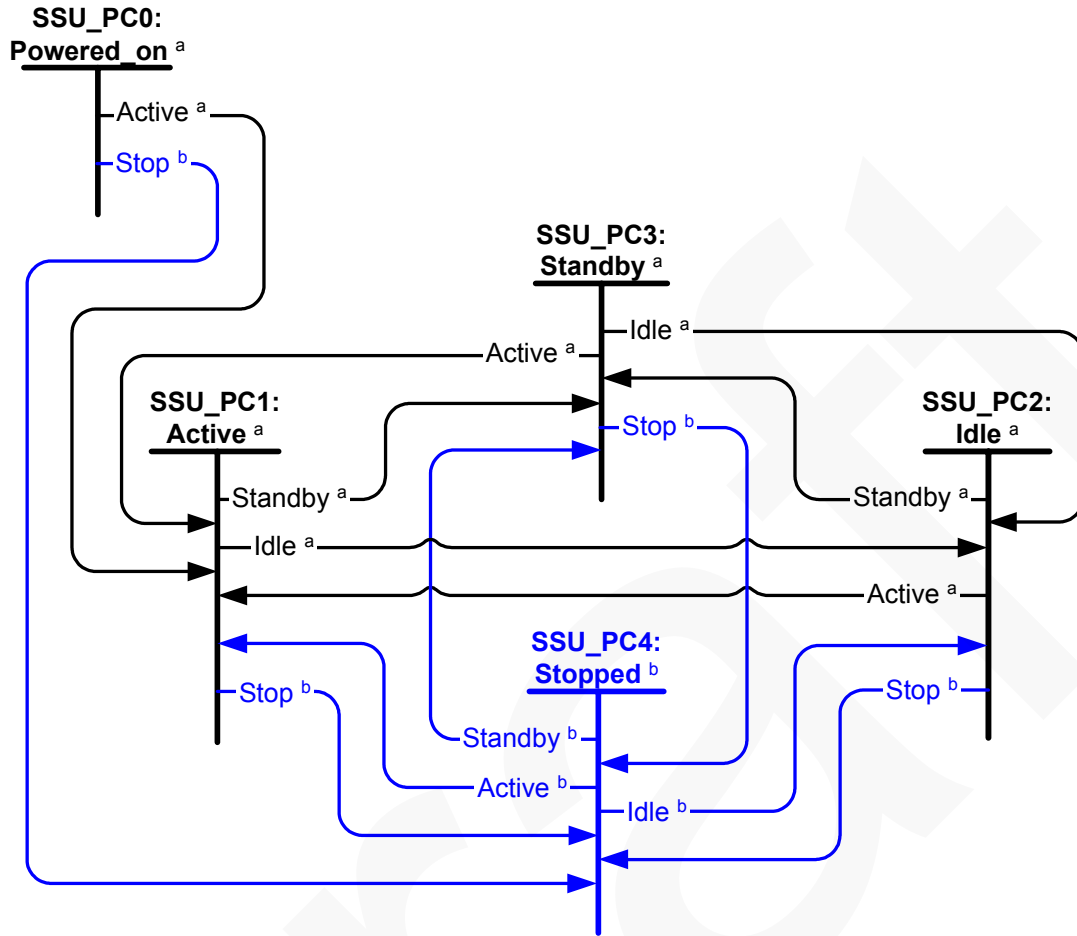 SSU_PC0:
Powered_on a
Active a
Stop b
SSU_PC3:
Standby a
Idle a
Active a
SSU_PC1:
Active a
SSU_PC2:
Idle a
Stop b
Standby a
Standby a
Idle a
Active a
SSU_PC4:
Stopped b
Stop b
Stop b
Standby b
Active b
Idle b